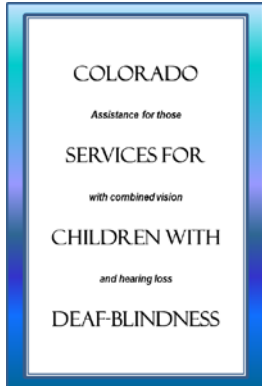 COLORADO
Assistance for those
SERVICES FOR
with combined vision
CHILDREN WITH
and hearing loss
DEAF-BLINDNESS